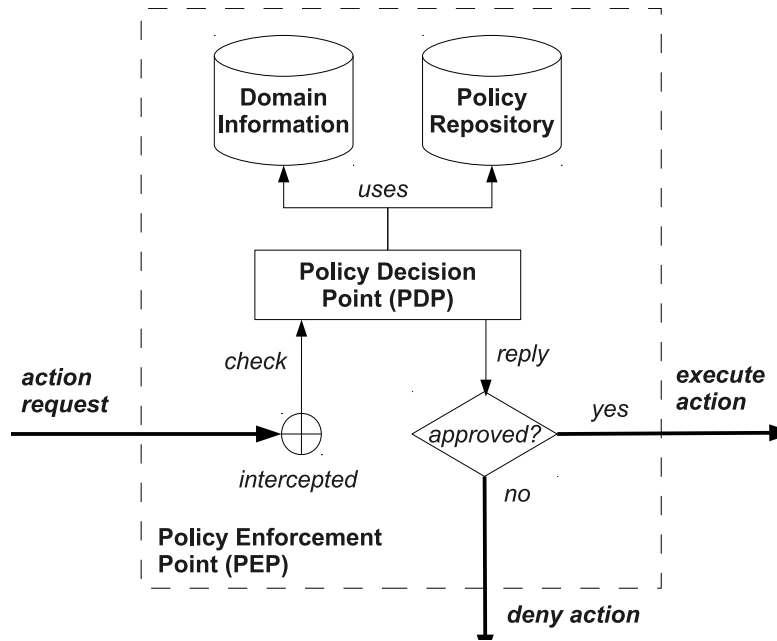 Domain
Information
Policy
Repository
uses
Policy Decision
Point (PDP)
check
reply
action
request
execute
action
approved?
yes
intercepted
no
Policy Enforcement
Point (PEP)
deny action